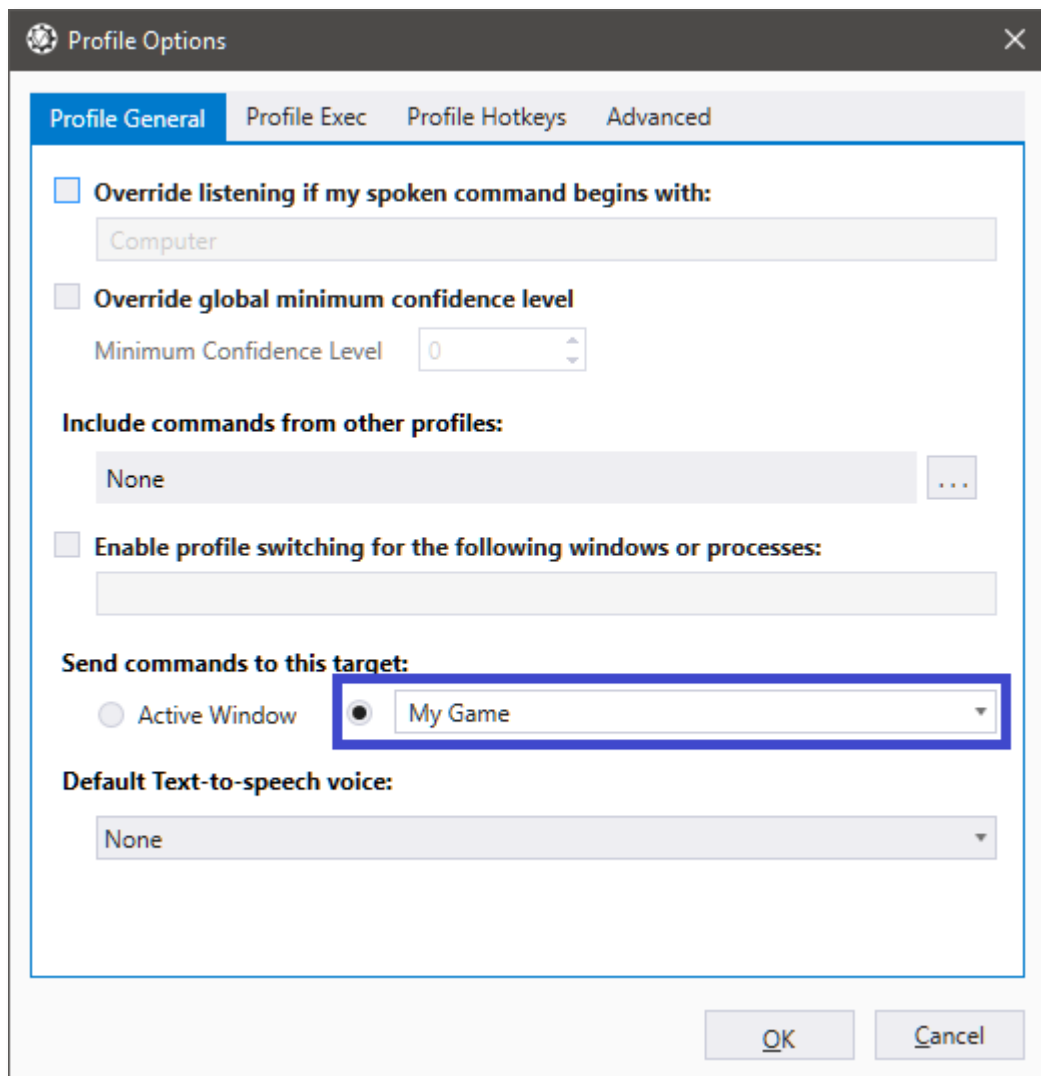 Profile Options
Profile General Profile Exec Profile Hotkeys Advanced
Override listening if my spoken command begins with:
Computer
Override global minimum confidence level
Minimum Confidence Level 0
Include commands from other profiles:
None ...
Enable profile switching for the following windows or processes:
Send commands to this target:
Active Window My Game
Default Text-to-speech voice:
None
OK Cancel